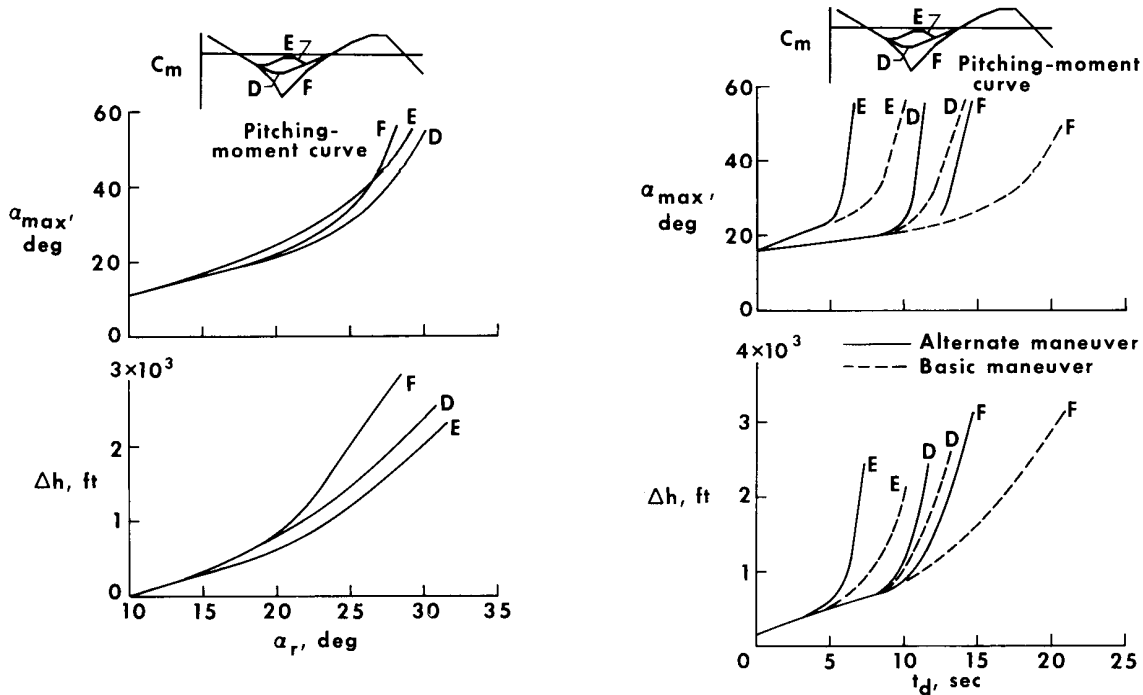 Cm
E
D
F
Pitching-
moment curve
60
40
20
0
αmax,
deg
F
E
D
3×10³
2
1
0
Δh, ft
F
D
E
10
15
20
25
30
35
αr, deg
Cm
E
D
F
Pitching-moment
curve
60
40
20
0
αmax,
deg
E
E
D
D
F
F
Alternate maneuver
Basic maneuver
4×10³
3
2
1
0
Δh, ft
E
E
D
D
F
F
5
10
15
20
25
td, sec